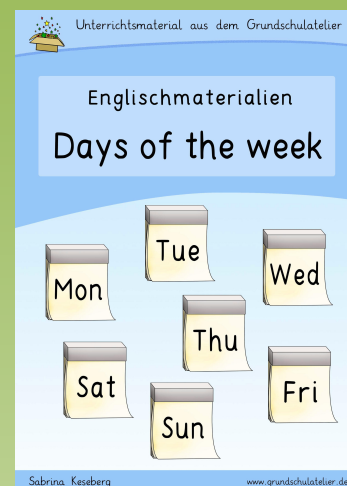 Unterrichtsmaterial aus dem Grundschulatelier
Englischmaterialien
Days of the week
Mon
Tue
Wed
Thu
Sat
Sun
Fri
Sabrina Keseberg
www.grundschulatelier.de